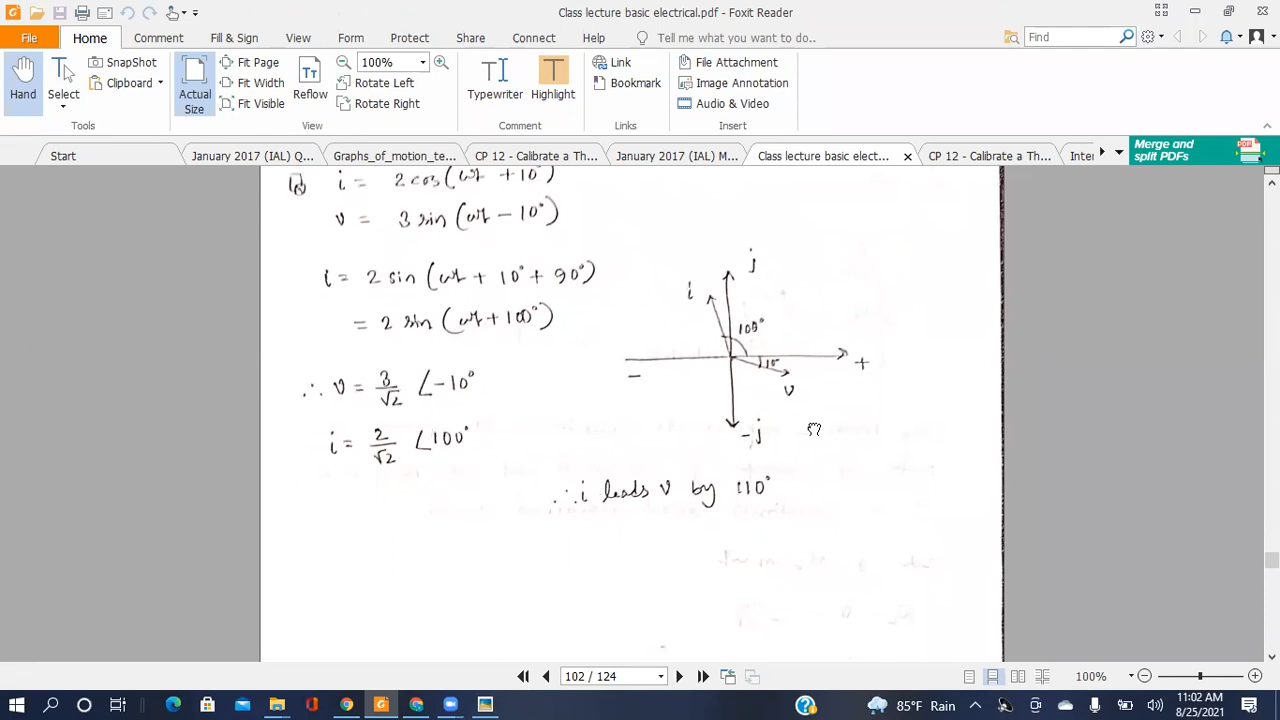 Class lecture basic electrical.pdf - Foxit Reader
File Home Comment Fill & Sign View Form Protect Share Connect Help Tell me what you want to do.. Find
Hand Select SnapShot Clipboard Actual Size Fit Page Fit Width Fit Visible Reflow 100% Rotate Left Rotate Right Typewriter Highlight Link Bookmark File Attachment Image Annotation Audio & Video
Tools View Comment Links Insert
Start January 2017 (IAL) Q... Graphs_of_motion_te... CP 12 - Calibrate a Th... January 2017 (IAL) M... Class lecture basic elect... CP 12 - Calibrate a Th... Inter
Merge and split PDFs
i = 2 cos(ωt + 10°)
v = 3 sin (ωt - 10°)
i = 2 sin (ωt + 10° + 90°)
= 2 sin (ωt + 100°)
∴ v = 3/√2 ∠-10°
i = 2/√2 ∠100°
j
i
100°
10°
+
-
v
-j
∴ i leads v by 110°
102 / 124 100%
85°F Rain 11:02 AM
8/25/2021